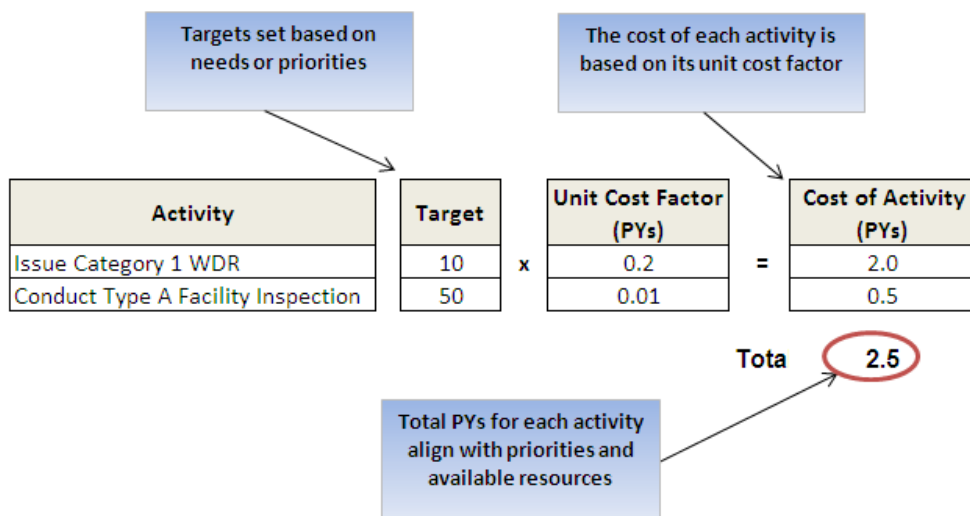 Targets set based on
needs or priorities
The cost of each activity is
based on its unit cost factor
Activity
Target
Unit Cost Factor
(PYs)
Cost of Activity
(PYs)
Issue Category 1 WDR 10 x 0.2 = 2.0
Conduct Type A Facility Inspection 50 0.01 0.5
Tota 2.5
Total PYs for each activity
align with priorities and
available resources